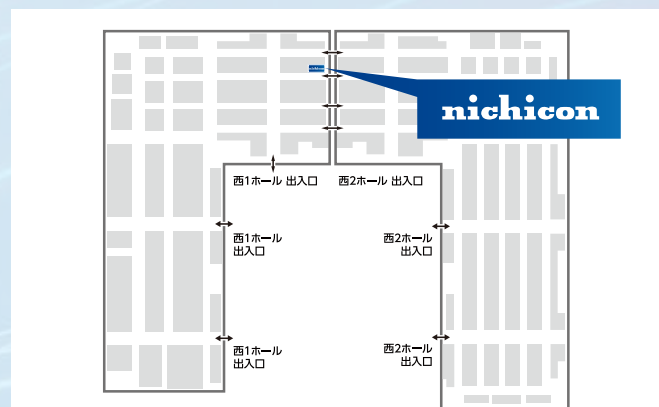 nichicon
nichicon
西1ホール 出入口
西2ホール 出入口
西1ホール
出入口
西2ホール
出入口
西1ホール
出入口
西2ホール
出入口